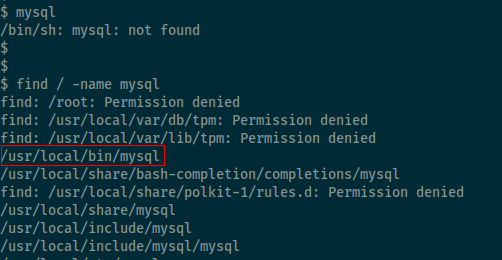 $ mysql
/bin/sh: mysql: not found
$
$
$ find / -name mysql
find: /root: Permission denied
find: /usr/local/var/db/tpm: Permission denied
find: /usr/local/var/lib/tpm: Permission denied
/usr/local/bin/mysql
/usr/local/share/bash-completion/completions/mysql
find: /usr/local/share/polkit-1/rules.d: Permission denied
/usr/local/share/mysql
/usr/local/include/mysql
/usr/local/include/mysql/mysql